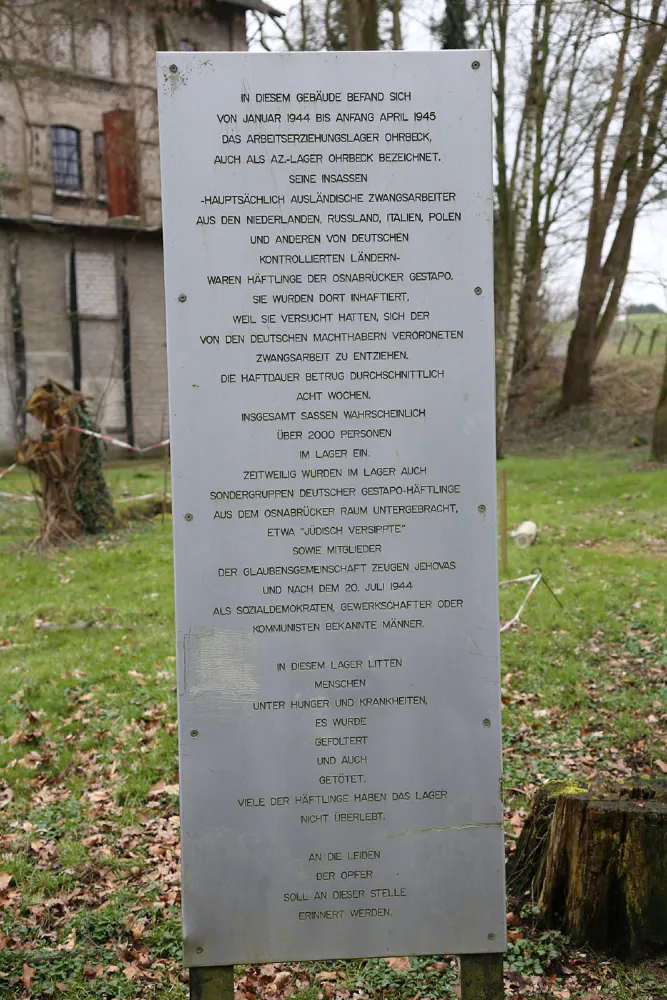 IN DIESEM GEBÄUDE BEFAND SICH
VON JANUAR 1944 BIS ANFANG APRIL 1945
DAS ARBEITSERZIEHUNGSLAGER OHRBECK,
AUCH ALS AZ.-LAGER OHRBECK BEZEICHNET.
SEINE INSASSEN
-HAUPTSÄCHLICH AUSLÄNDISCHE ZWANGSARBEITER
AUS DEN NIEDERLANDEN, RUSSLAND, ITALIEN, POLEN
UND ANDEREN VON DEUTSCHEN
KONTROLLIERTEN LÄNDERN-
WAREN HÄFTLINGE DER OSNABRÜCKER GESTAPO.
SIE WURDEN DORT INHAFTIERT,
WEIL SIE VERSUCHT HATTEN, SICH DER
VON DEN DEUTSCHEN MACHTHABERN VERORDNETEN
ZWANGSARBEIT ZU ENTZIEHEN.
DIE HAFTDAUER BETRUG DURCHSCHNITTLICH
ACHT WOCHEN.
INSGESAMT SASSEN WAHRSCHEINLICH
ÜBER 2000 PERSONEN
IM LAGER EIN.
ZEITWEILIG WURDEN IM LAGER AUCH
SONDERGRUPPEN DEUTSCHER GESTAPO-HÄFTLINGE
AUS DEM OSNABRÜCKER RAUM UNTERGEBRACHT,
ETWA "JÜDISCH VERSIPPTE"
SOWIE MITGLIEDER
DER GLAUBENSGEMEINSCHAFT ZEUGEN JEHOVAS
UND NACH DEM 20. JULI 1944
ALS SOZIALDEMOKRATEN, GEWERKSCHAFTER ODER
KOMMUNISTEN BEKANNTE MÄNNER.
IN DIESEM LAGER LITTEN
MENSCHEN
UNTER HUNGER UND KRANKHEITEN,
ES WURDE
GEFOLTERT
UND AUCH
GETÖTET.
VIELE DER HÄFTLINGE HABEN DAS LAGER
NICHT ÜBERLEBT.
AN DIE LEIDEN
DER OPFER
SOLL AN DIESER STELLE
ERINNERT WERDEN.